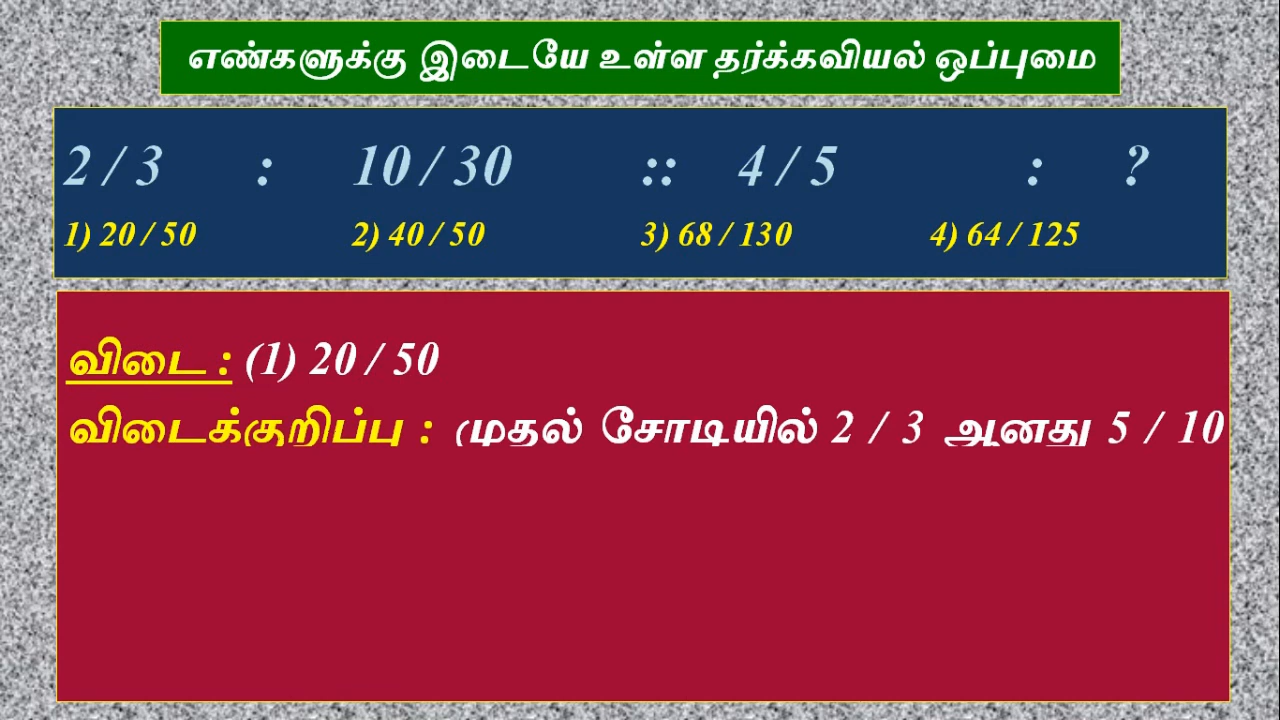 எண்களுக்கு இடையே உள்ள தர்க்கவியல் ஒப்புமை
2 / 3 : 10 / 30 :: 4 / 5 : ?
1) 20 / 50 2) 40 / 50 3) 68 / 130 4) 64 / 125
விடை : (1) 20 / 50
விடைக்குறிப்பு : முதல் சோடியில் 2 / 3 ஆனது 5 / 10